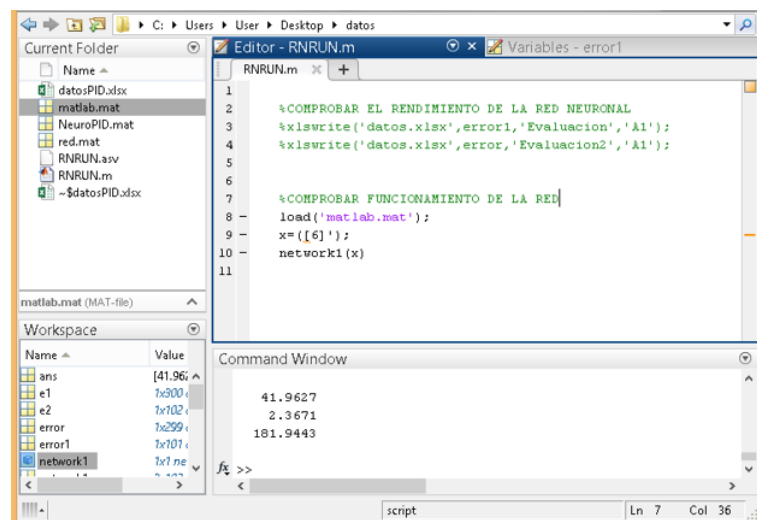 C: ▸ Users ▸ User ▸ Desktop ▸ datos
Current Folder
Name
datosPID.xlsx
matlab.mat
NeuroPID.mat
red.mat
RNRUN.asv
RNRUN.m
~$datosPID.xlsx
matlab.mat (MAT-file)
Workspace
Name Value
ans [41.96
e1 1x300
e2 1x102
error 1x299
error1 1x101
network1 1x1 ne
Editor - RNRUN.m
Variables - error1
RNRUN.m
1
2 %COMPROBAR EL RENDIMIENTO DE LA RED NEURONAL
3 %xlswrite('datos.xlsx',error1,'Evaluacion','A1');
4 %xlswrite('datos.xlsx',error,'Evaluacion2','A1');
5
6
7 %COMPROBAR FUNCIONAMIENTO DE LA RED
8 – load('matlab.mat');
9 – x=([6]');
10 – network1(x)
11
Command Window
41.9627
2.3671
181.9443
fx >>
script
Ln 7 Col 36